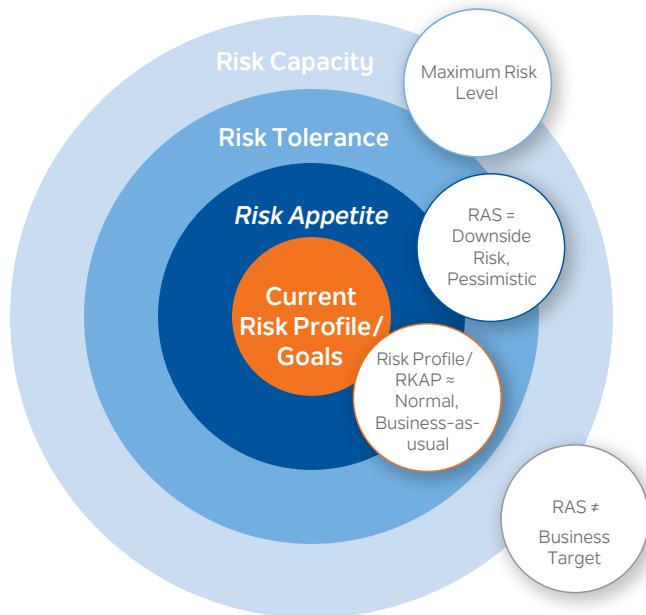 Risk Capacity
Maximum Risk
Level
Risk Tolerance
Risk Appetite
RAS =
Downside
Risk,
Pessimistic
Current
Risk Profile/
Goals
Risk Profile/
RKAP ≈
Normal,
Business-as-
usual
RAS ≠
Business
Target